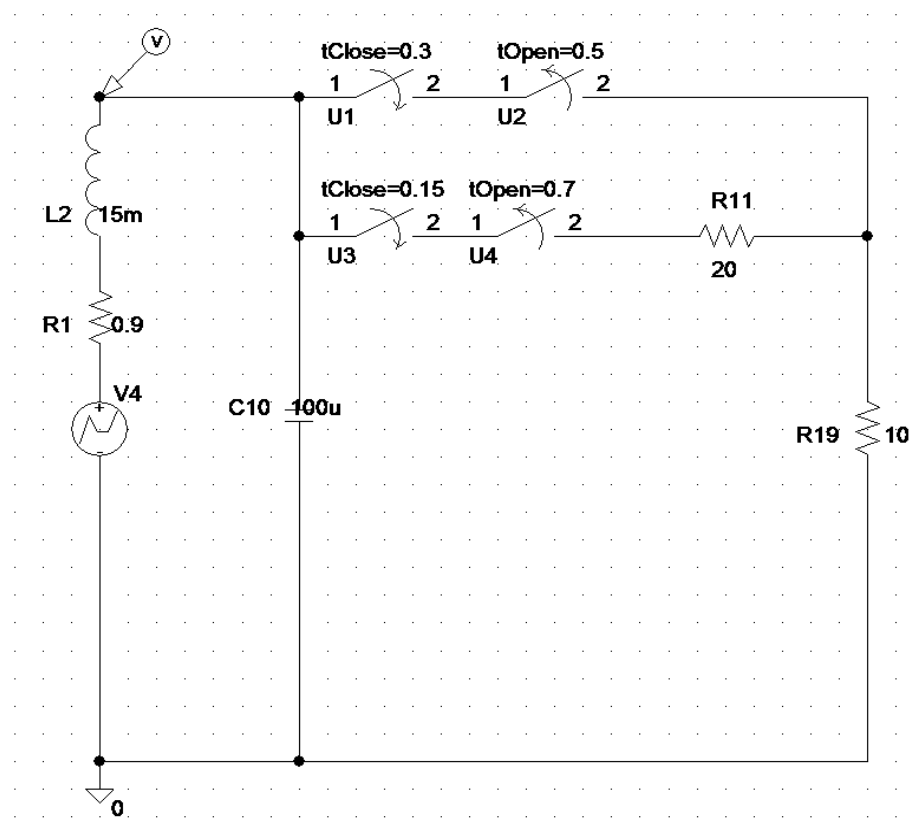 V
tClose=0.3 tOpen=0.5
1 2 1 2
U1 U2
tClose=0.15 tOpen=0.7 R11
L2 15m
1 2 1 2
U3 U4
20
R1 0.9
V4
+
C10 100u
R19 10
-
0